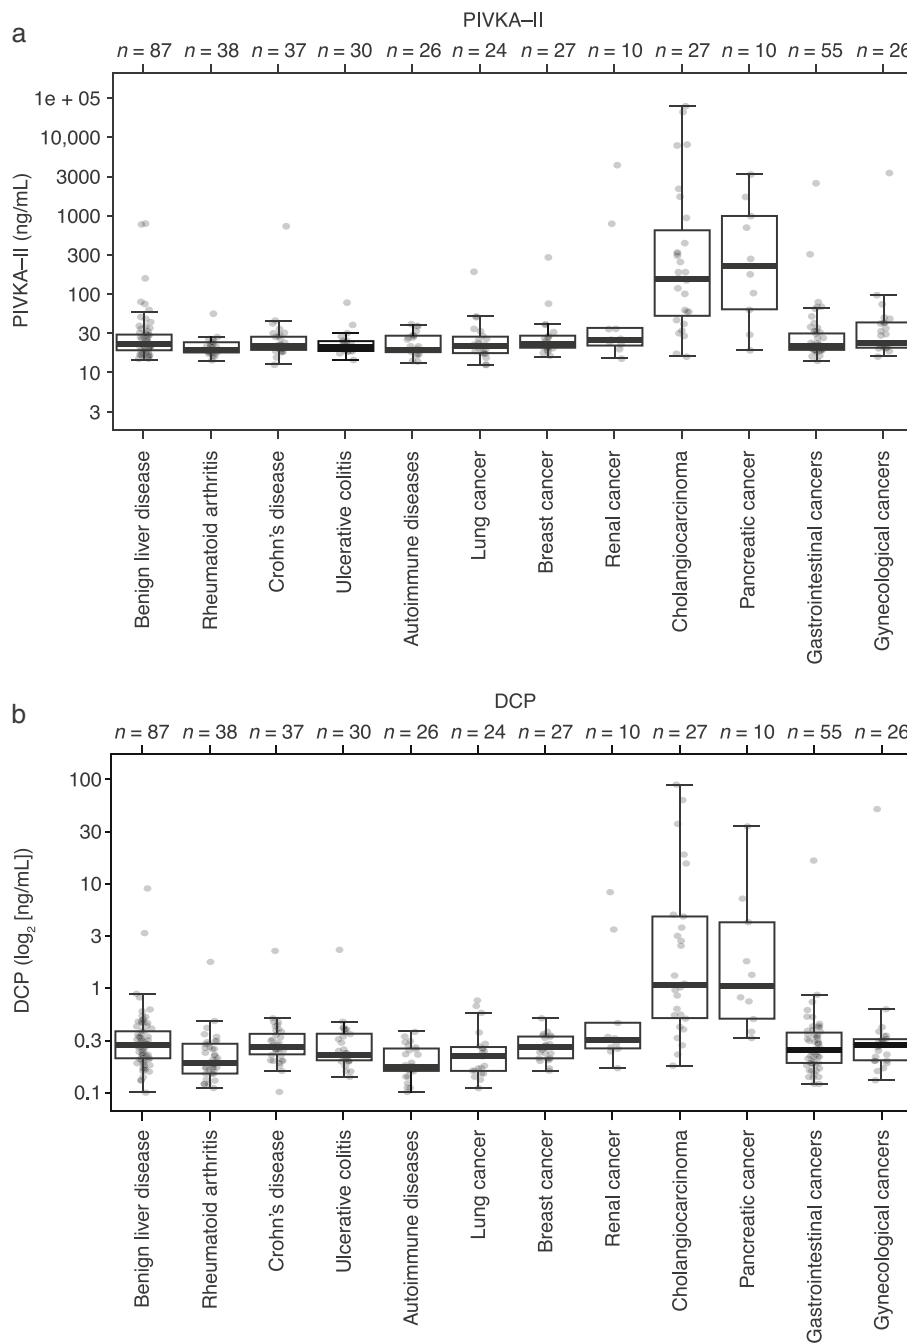 a
PIVKA–II
n = 87 n = 38 n = 37 n = 30 n = 26 n = 24 n = 27 n = 10 n = 27 n = 10 n = 55 n = 26
PIVKA–II (ng/mL)
1e + 05
10,000
3000
1000
300
100
30
10
3
Benign liver disease
Rheumatoid arthritis
Crohn's disease
Ulcerative colitis
Autoimmune diseases
Lung cancer
Breast cancer
Renal cancer
Cholangiocarcinoma
Pancreatic cancer
Gastrointestinal cancers
Gynecological cancers
b
DCP
n = 87 n = 38 n = 37 n = 30 n = 26 n = 24 n = 27 n = 10 n = 27 n = 10 n = 55 n = 26
DCP (log₂ [ng/mL])
100
30
10
3
1
0.3
0.1
Benign liver disease
Rheumatoid arthritis
Crohn's disease
Ulcerative colitis
Autoimmune diseases
Lung cancer
Breast cancer
Renal cancer
Cholangiocarcinoma
Pancreatic cancer
Gastrointestinal cancers
Gynecological cancers